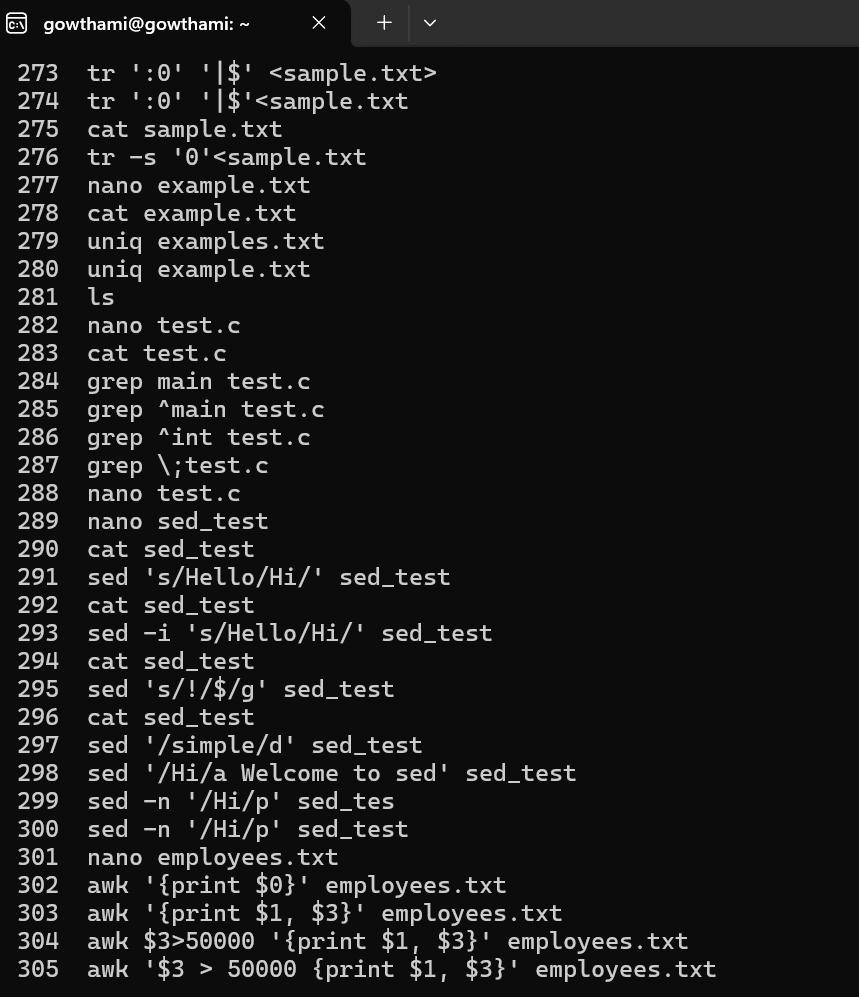 gowthami@gowthami: ~
273 tr ':0' '|$' <sample.txt>
274 tr ':0' '|$'<sample.txt
275 cat sample.txt
276 tr -s '0'<sample.txt
277 nano example.txt
278 cat example.txt
279 uniq examples.txt
280 uniq example.txt
281 ls
282 nano test.c
283 cat test.c
284 grep main test.c
285 grep ^main test.c
286 grep ^int test.c
287 grep \;test.c
288 nano test.c
289 nano sed_test
290 cat sed_test
291 sed 's/Hello/Hi/' sed_test
292 cat sed_test
293 sed -i 's/Hello/Hi/' sed_test
294 cat sed_test
295 sed 's/!/$/g' sed_test
296 cat sed_test
297 sed '/simple/d' sed_test
298 sed '/Hi/a Welcome to sed' sed_test
299 sed -n '/Hi/p' sed_tes
300 sed -n '/Hi/p' sed_test
301 nano employees.txt
302 awk '{print $0}' employees.txt
303 awk '{print $1, $3}' employees.txt
304 awk $3>50000 '{print $1, $3}' employees.txt
305 awk '$3 > 50000 {print $1, $3}' employees.txt